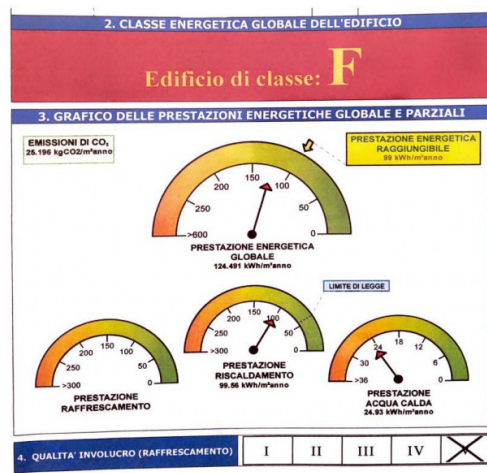 2. CLASSE ENERGETICA GLOBALE DELL'EDIFICIO
Edificio di classe: F
3. GRAFICO DELLE PRESTAZIONI ENERGETICHE GLOBALE E PARZIALI
EMISSIONI DI CO₂
25.196 kgCO2/m²anno
PRESTAZIONE ENERGETICA
RAGGIUNGIBILE
99 kWh/m²anno
150
200
100
250
50
>600
0
PRESTAZIONE ENERGETICA
GLOBALE
124.491 kWh/m²anno
LIMITE DI LEGGE
150
200
100
250
50
>300
0
PRESTAZIONE
RAFFRESCAMENTO
150
200
100
250
50
>300
0
PRESTAZIONE
RISCALDAMENTO
99.56 kWh/m²anno
18
24
12
30
6
>36
0
PRESTAZIONE
ACQUA CALDA
24.93 kWh/m²anno
4. QUALITA' INVOLUCRO (RAFFRESCAMENTO) I II III IV V